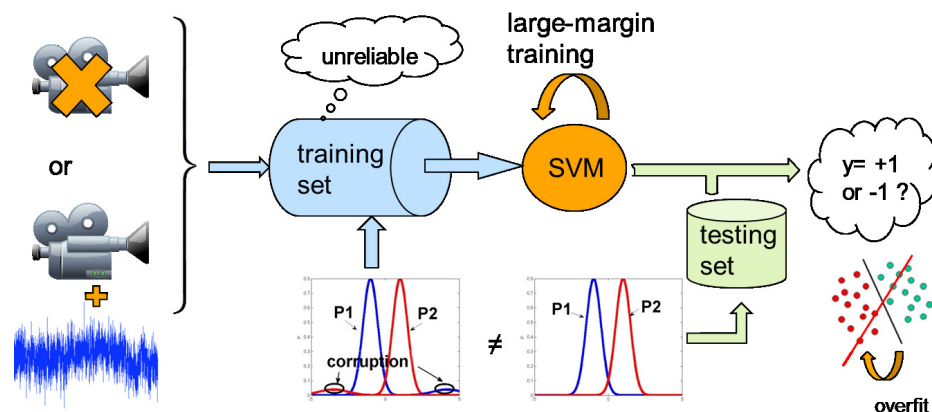 large-margin
training
unreliable
or
training
set
SVM
y= +1
or -1 ?
testing
set
P1
P2
corruption
≠
P1
P2
overfit